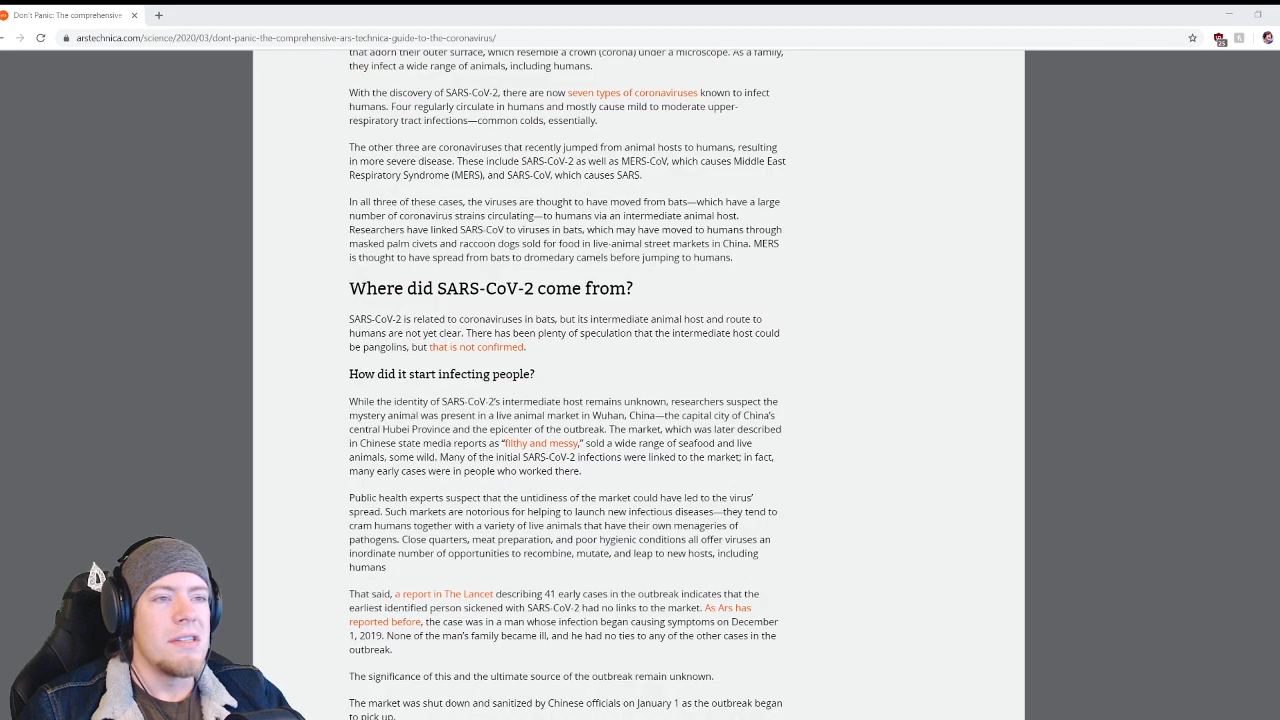 Don't Panic: The comprehensive
arstechnica.com/science/2020/03/dont-panic-the-comprehensive-ars-technica-guide-to-the-coronavirus/
25
that adorn their outer surface, which resemble a crown (corona) under a microscope. As a family,
they infect a wide range of animals, including humans.
With the discovery of SARS-CoV-2, there are now seven types of coronaviruses known to infect
humans. Four regularly circulate in humans and mostly cause mild to moderate upper-
respiratory tract infections—common colds, essentially.
The other three are coronaviruses that recently jumped from animal hosts to humans, resulting
in more severe disease. These include SARS-CoV-2 as well as MERS-CoV, which causes Middle East
Respiratory Syndrome (MERS), and SARS-CoV, which causes SARS.
In all three of these cases, the viruses are thought to have moved from bats—which have a large
number of coronavirus strains circulating—to humans via an intermediate animal host.
Researchers have linked SARS-CoV to viruses in bats, which may have moved to humans through
masked palm civets and raccoon dogs sold for food in live-animal street markets in China. MERS
is thought to have spread from bats to dromedary camels before jumping to humans.
Where did SARS-CoV-2 come from?
SARS-CoV-2 is related to coronaviruses in bats, but its intermediate animal host and route to
humans are not yet clear. There has been plenty of speculation that the intermediate host could
be pangolins, but that is not confirmed.
How did it start infecting people?
While the identity of SARS-CoV-2's intermediate host remains unknown, researchers suspect the
mystery animal was present in a live animal market in Wuhan, China—the capital city of China's
central Hubei Province and the epicenter of the outbreak. The market, which was later described
in Chinese state media reports as “filthy and messy,” sold a wide range of seafood and live
animals, some wild. Many of the initial SARS-CoV-2 infections were linked to the market; in fact,
many early cases were in people who worked there.
Public health experts suspect that the untidiness of the market could have led to the virus’
spread. Such markets are notorious for helping to launch new infectious diseases—they tend to
cram humans together with a variety of live animals that have their own menageries of
pathogens. Close quarters, meat preparation, and poor hygienic conditions all offer viruses an
inordinate number of opportunities to recombine, mutate, and leap to new hosts, including
humans
That said, a report in The Lancet describing 41 early cases in the outbreak indicates that the
earliest identified person sickened with SARS-CoV-2 had no links to the market. As Ars has
reported before, the case was in a man whose infection began causing symptoms on December
1, 2019. None of the man's family became ill, and he had no ties to any of the other cases in the
outbreak.
The significance of this and the ultimate source of the outbreak remain unknown.
The market was shut down and sanitized by Chinese officials on January 1 as the outbreak began
to pick up.